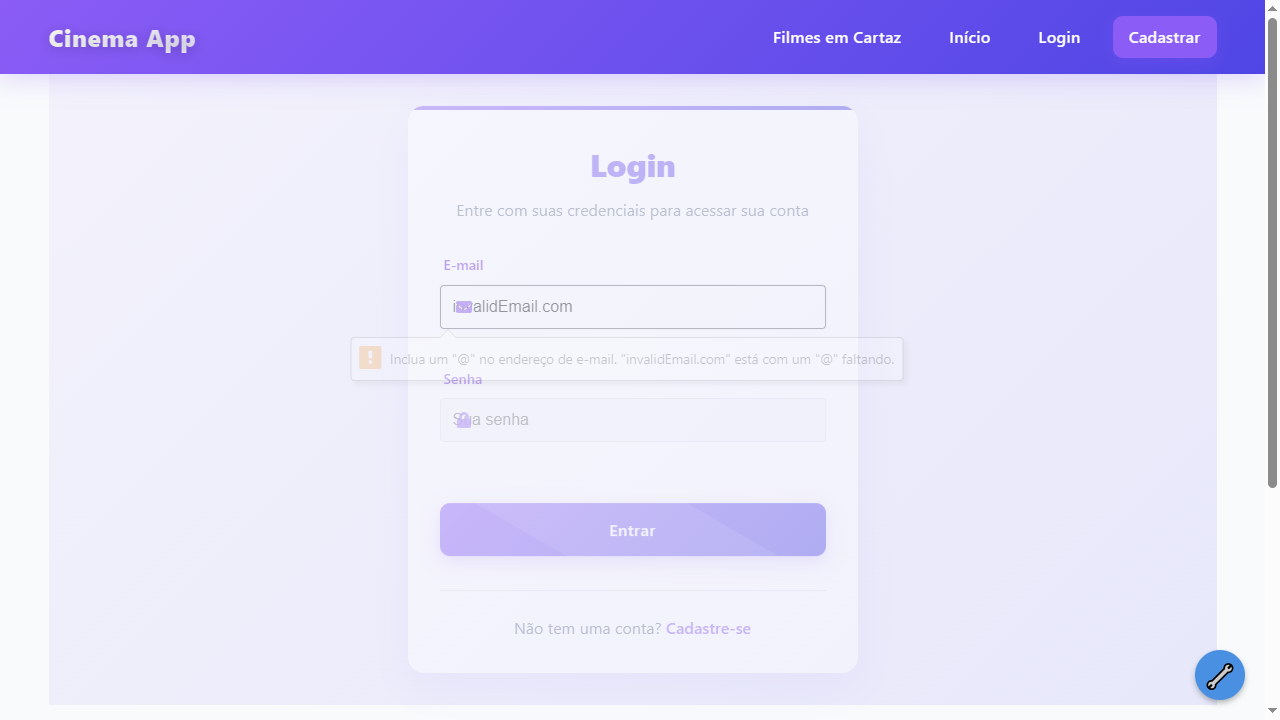 Cinema App
Filmes em Cartaz
Início
Login
Cadastrar
Login
Entre com suas credenciais para acessar sua conta
E-mail
invalidEmail.com
Inclua um "@" no endereço de e-mail. "invalidEmail.com" está com um "@" faltando.
Senha
Sua senha
Entrar
Não tem uma conta? Cadastre-se